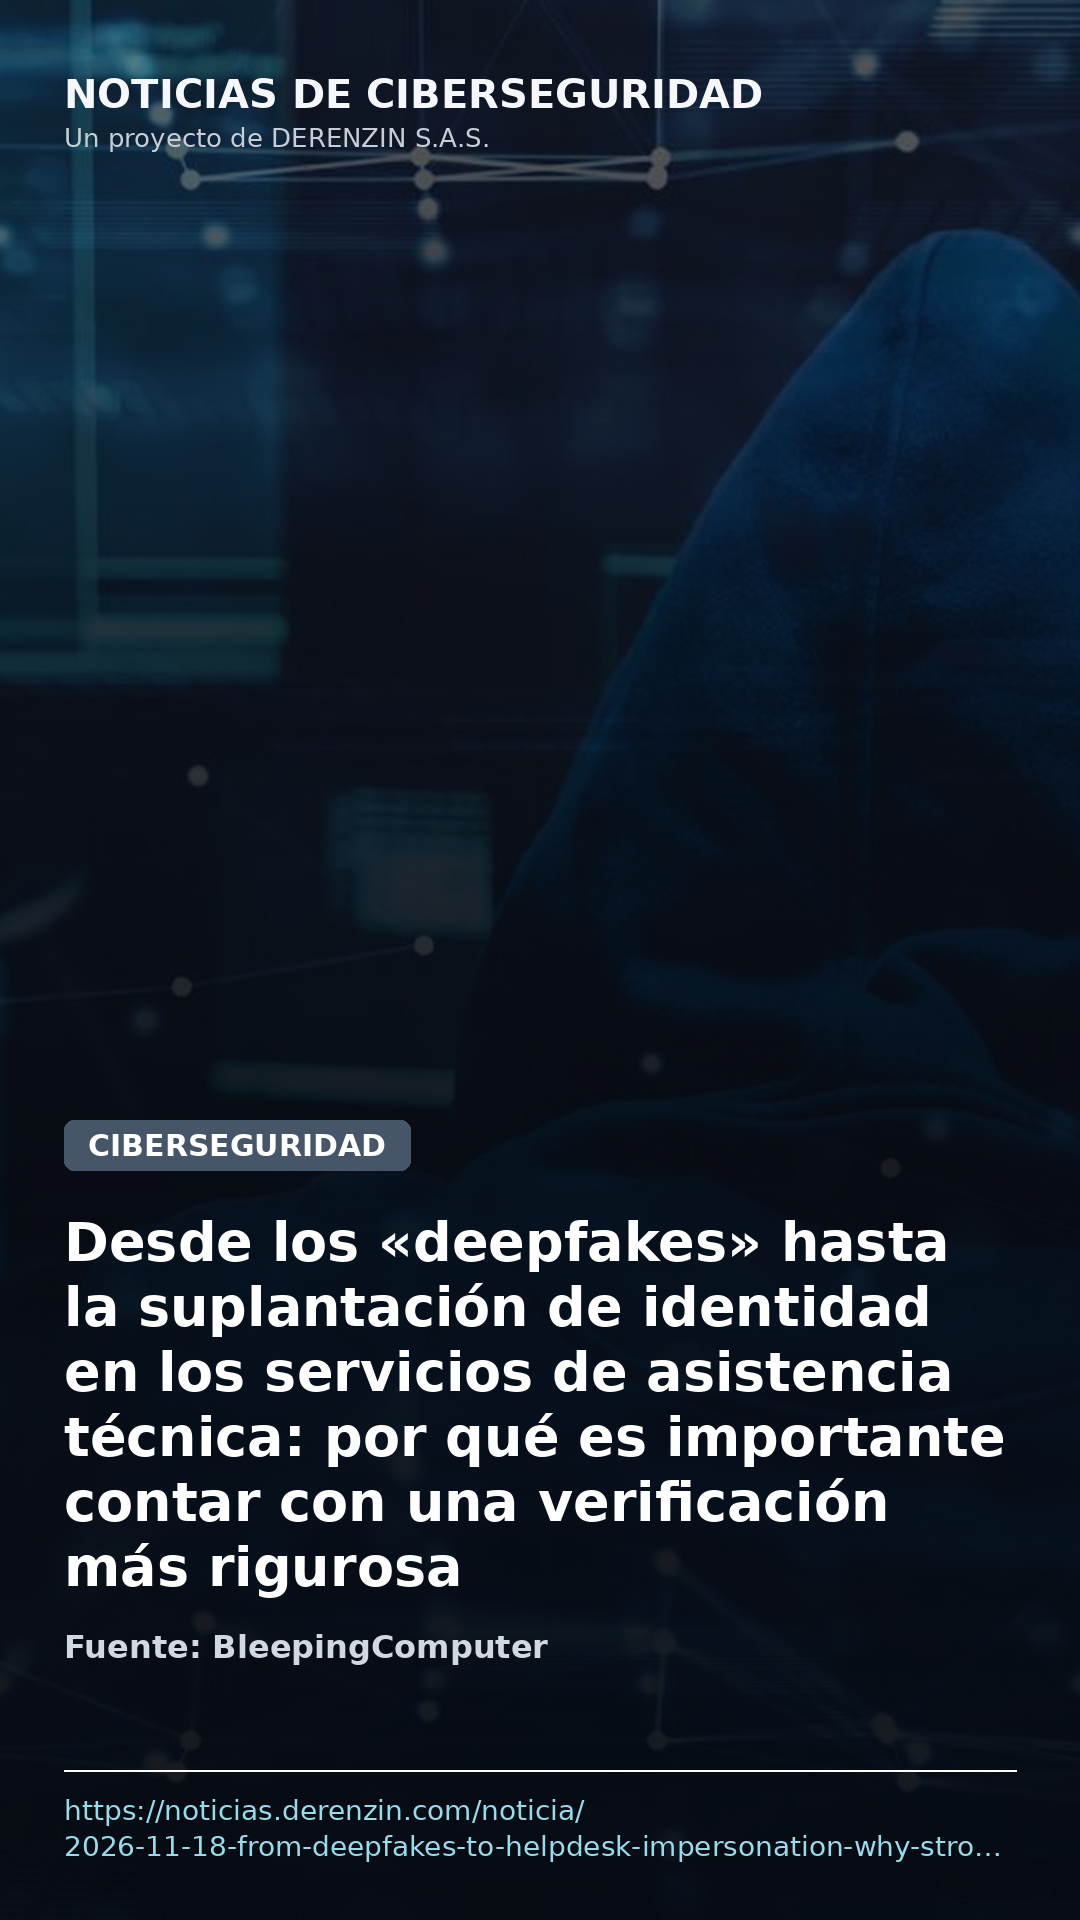 NOTICIAS DE CIBERSEGURIDAD
Un proyecto de DERENZIN S.A.S.
CIBERSEGURIDAD
Desde los «deepfakes» hasta
la suplantación de identidad
en los servicios de asistencia
técnica: por qué es importante
contar con una verificación
más rigurosa
Fuente: BleepingComputer
https://noticias.derenzin.com/noticia/
2026-11-18-from-deepfakes-to-helpdesk-impersonation-why-stro...